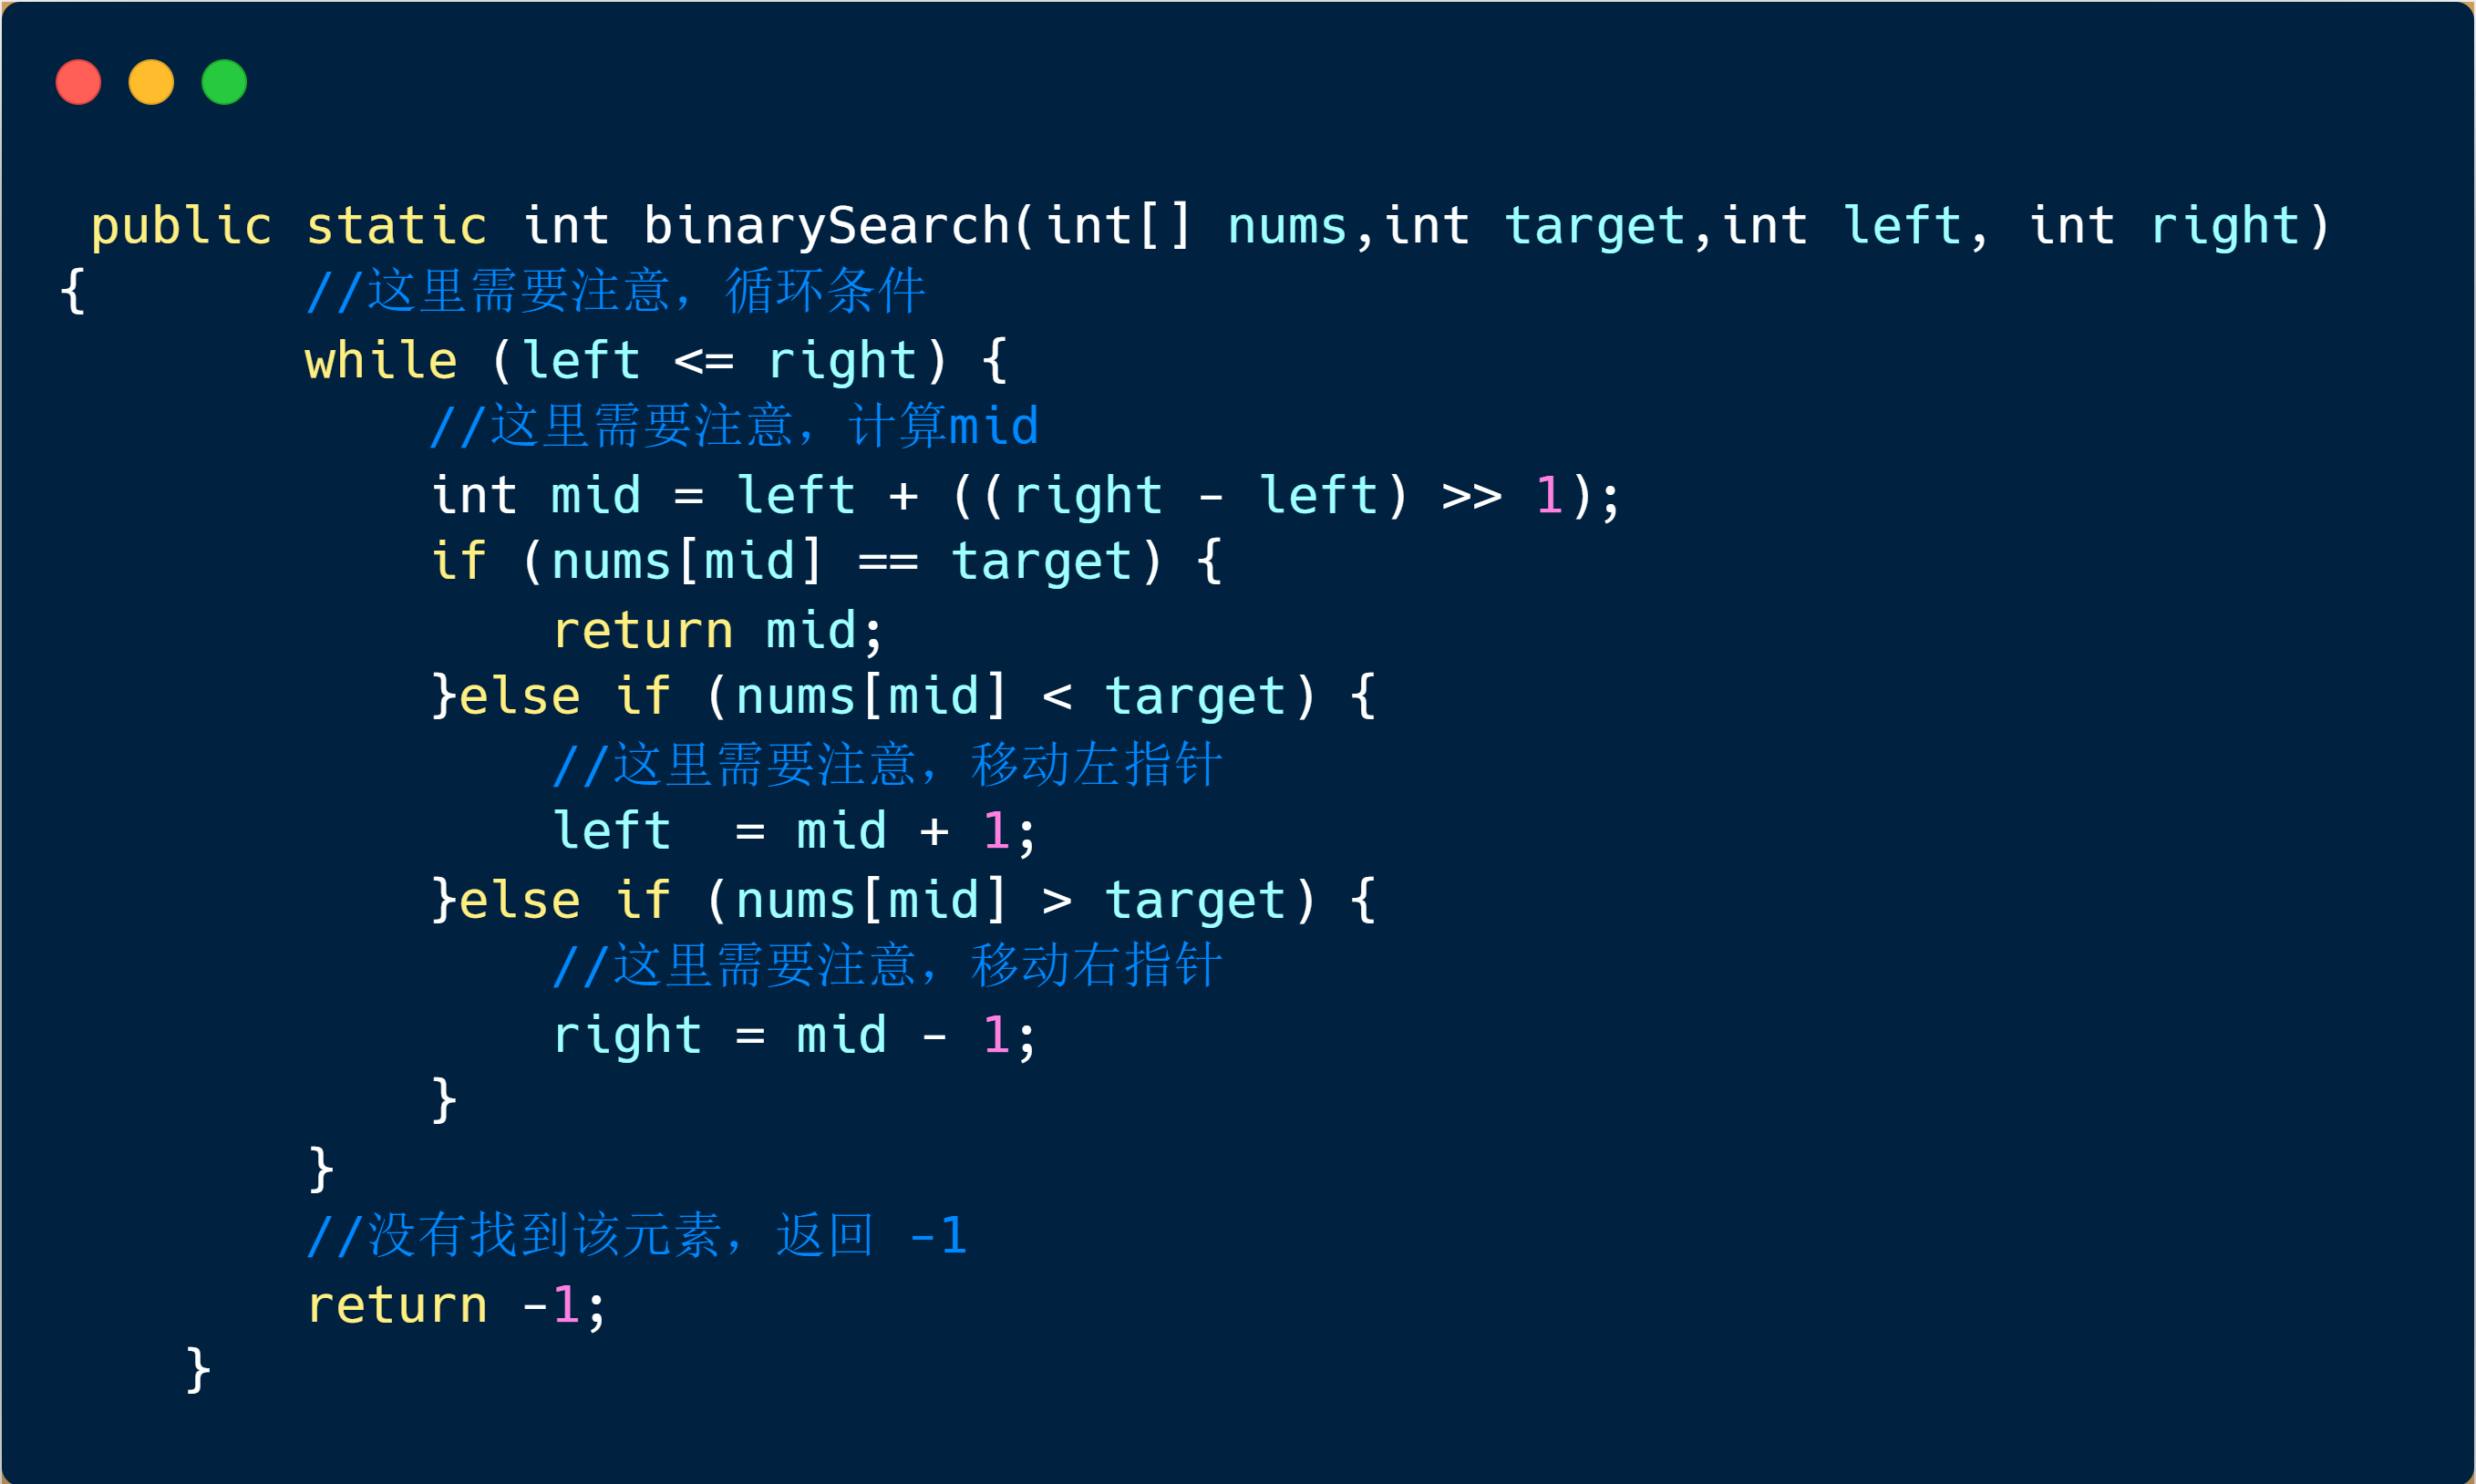 public static int binarySearch(int[] nums,int target,int left, int right)
{       //这里需要注意，循环条件
        while (left <= right) {
            //这里需要注意，计算mid
            int mid = left + ((right - left) >> 1);
            if (nums[mid] == target) {
                return mid;
            }else if (nums[mid] < target) {
                //这里需要注意，移动左指针
                left  = mid + 1;
            }else if (nums[mid] > target) {
                //这里需要注意，移动右指针
                right = mid - 1;
            }
        }
        //没有找到该元素，返回 -1
        return -1;
    }